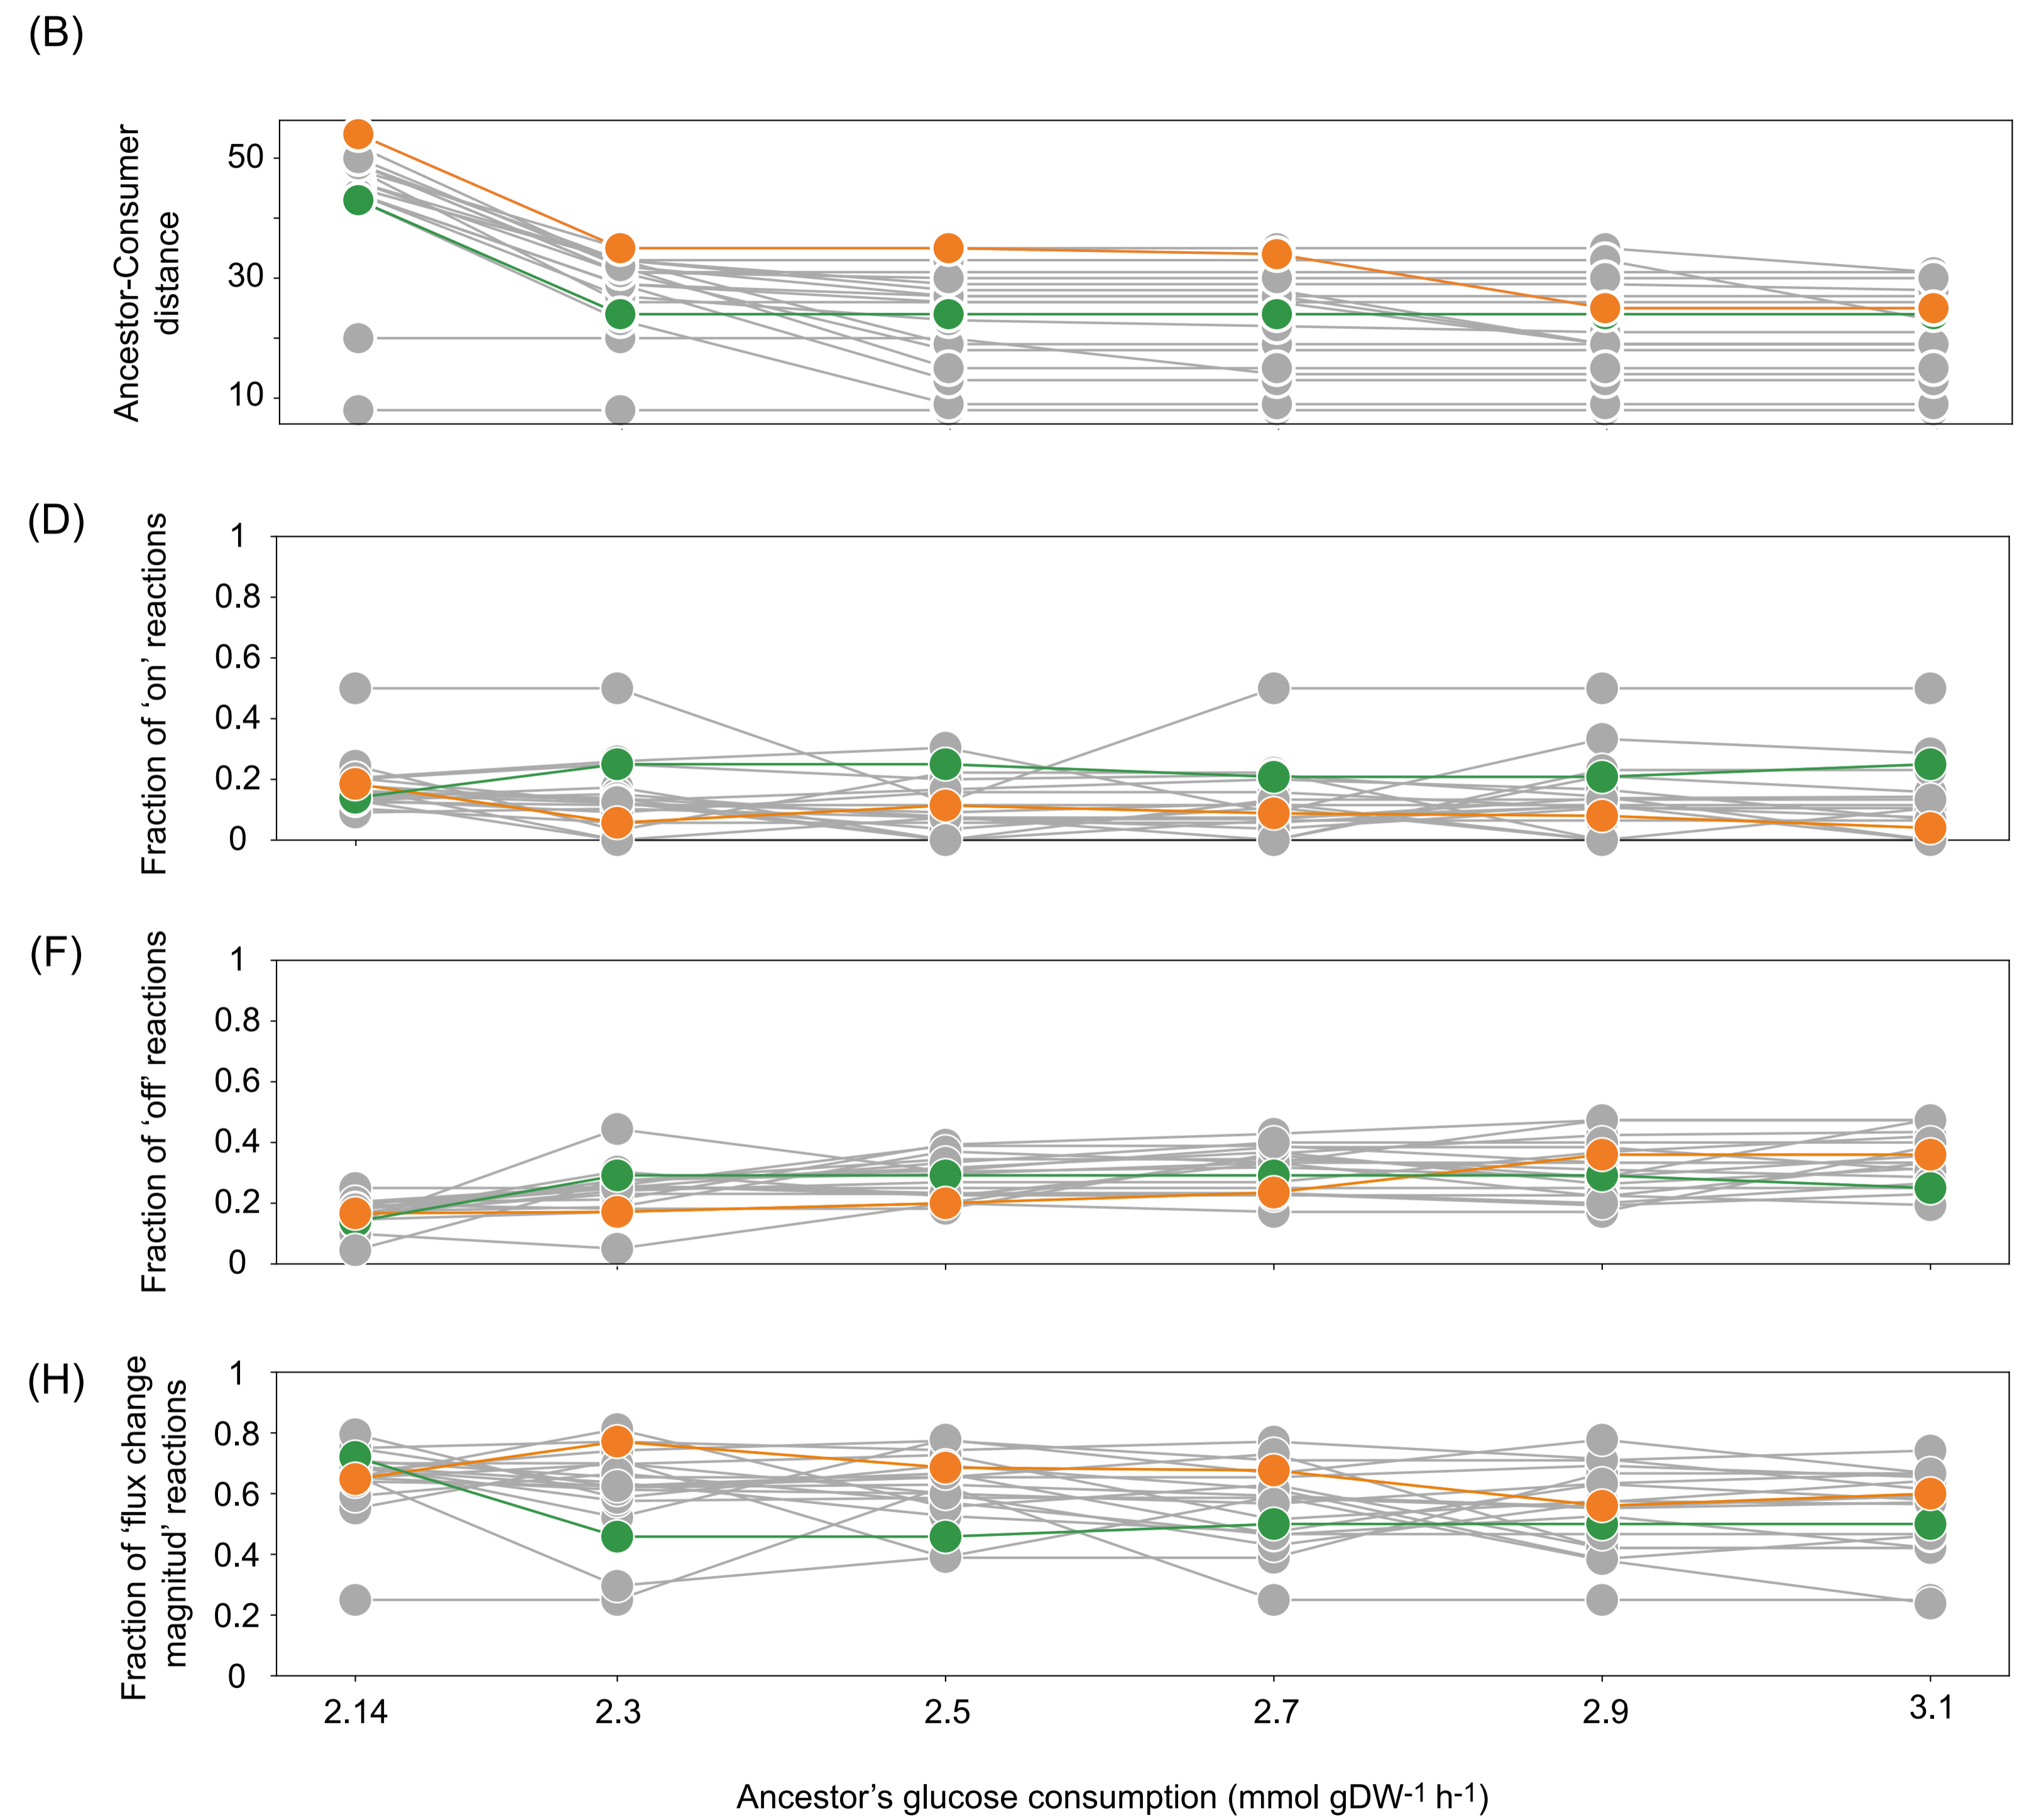 (B)
Ancestor-Consumer
distance
50
30
10
(D)
Fraction of ‘on’ reactions
1
0.8
0.6
0.4
0.2
0
(F)
Fraction of ‘off’ reactions
1
0.8
0.6
0.4
0.2
0
(H)
Fraction of ‘flux change
magnitud’ reactions
1
0.8
0.6
0.4
0.2
0
2.14 2.3 2.5 2.7 2.9 3.1
Ancestor’s glucose consumption (mmol gDW-1 h-1)